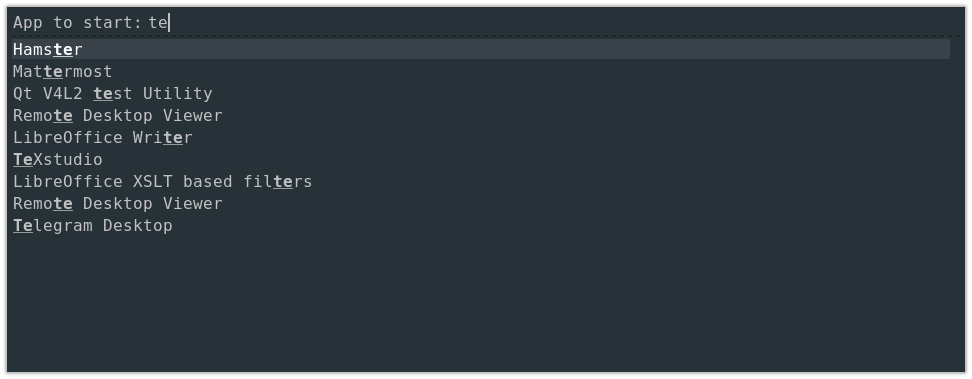 App to start: te
Hamster
Mattermost
Qt V4L2 test Utility
Remote Desktop Viewer
LibreOffice Writer
TeXstudio
LibreOffice XSLT based filters
Remote Desktop Viewer
Telegram Desktop